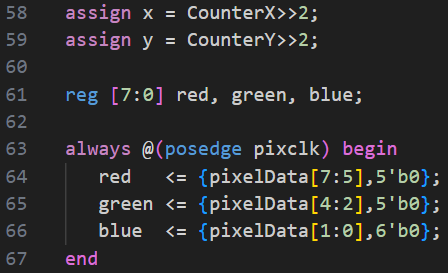 58 assign x = CounterX>>2;
59 assign y = CounterY>>2;
60
61 reg [7:0] red, green, blue;
62
63 always @(posedge pixclk) begin
64 red <= {pixelData[7:5],5'b0};
65 green <= {pixelData[4:2],5'b0};
66 blue <= {pixelData[1:0],6'b0};
67 end